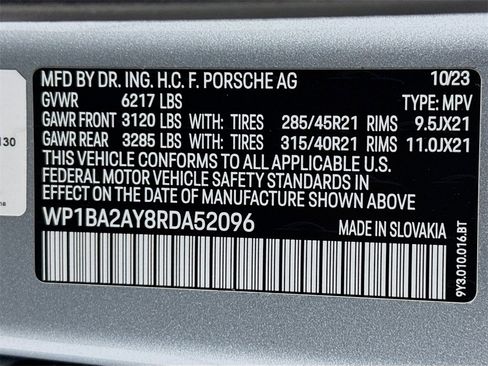 MFD BY DR. ING. H.C. F. PORSCHE AG 10/23
GVWR 6217 LBS TYPE: MPV
GAWR FRONT 3120 LBS WITH: TIRES 285/45R21 RIMS 9.5JX21
GAWR REAR 3285 LBS WITH: TIRES 315/40R21 RIMS 11.0JX21
THIS VEHICLE CONFORMS TO ALL APPLICABLE U.S.
FEDERAL MOTOR VEHICLE SAFETY STANDARDS IN
EFFECT ON THE DATE OF MANUFACTURE SHOWN ABOVE
WP1BA2AY8RDA52096 MADE IN SLOVAKIA
9Y3.010.016.BT
130